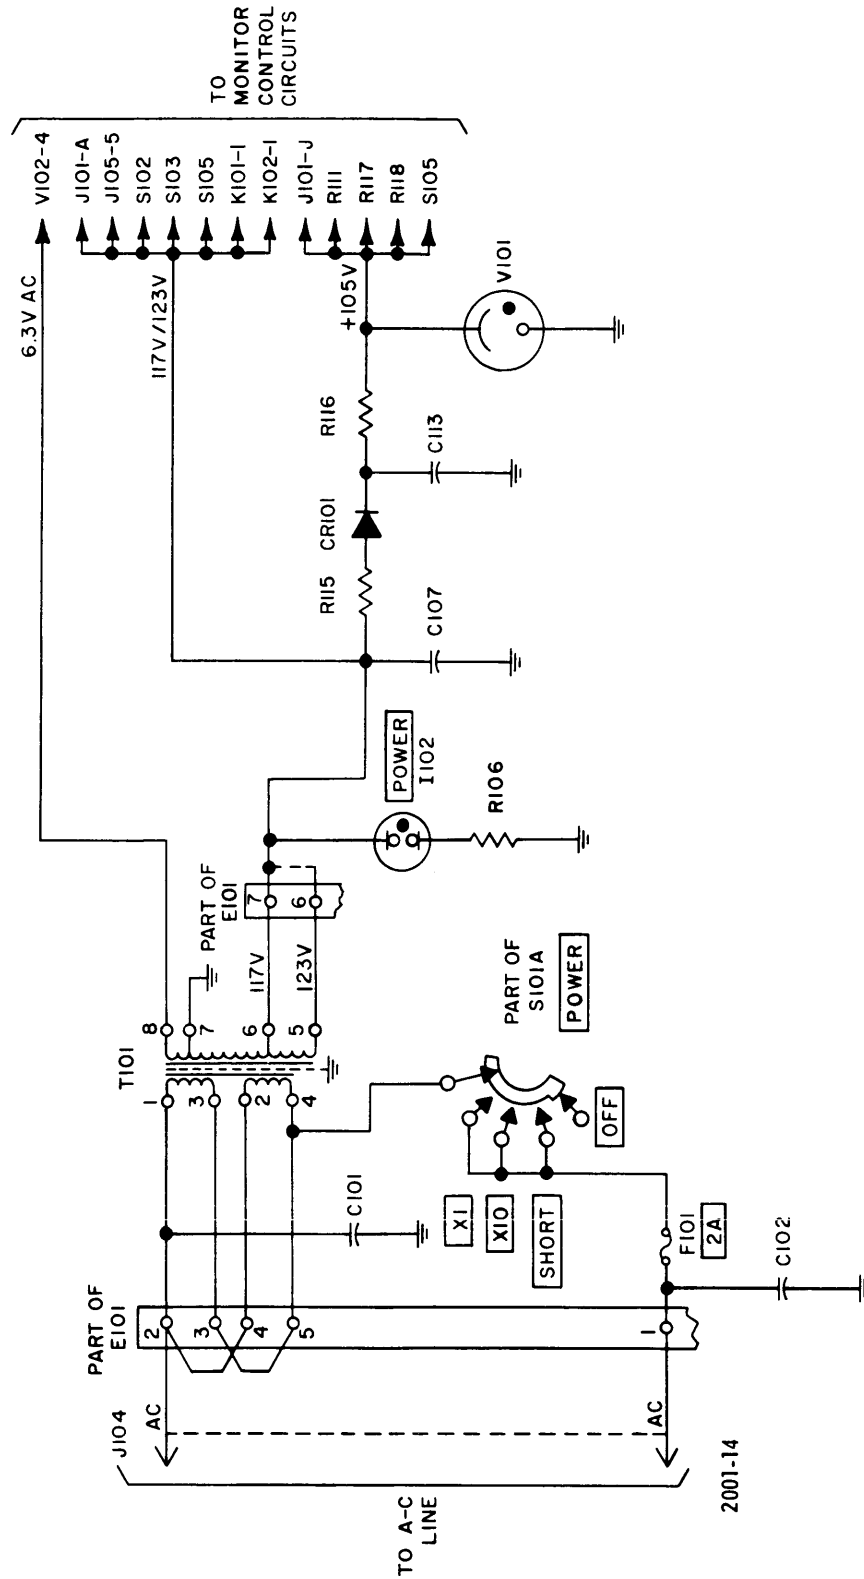 TO A-C
LINE
J104
AC
AC
PART OF
E101
2
3
4
5
1
C101
F101
2A
C102
X1
X10
SHORT
OFF
PART OF
S101A
POWER
T101
1
3
2
4
8
7
6
5
117V
123V
PART OF
E101
7
6
POWER
I102
R106
6.3V AC
117V/123V
+105V
R115
CR101
R116
C107
C113
V101
V102-4
J101-A
J105-5
S102
S103
S105
K101-1
K102-1
J101-J
R111
R117
R118
S105
TO
MONITOR
CONTROL
CIRCUITS
2001-14